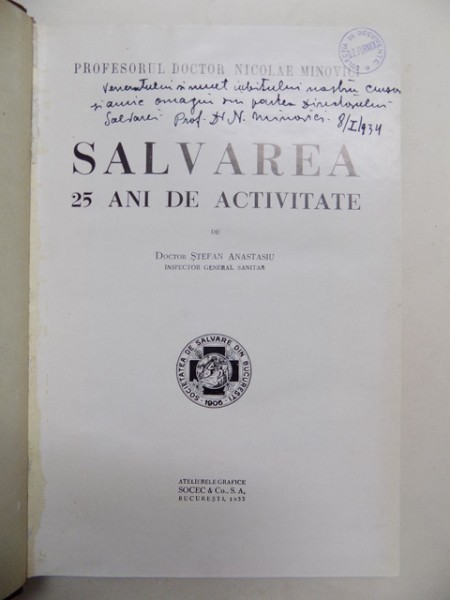 PROFESORUL DOCTOR NICOLAE MINOVICI
Veneratului și mult iubitului nostru
și amic omagiu din partea Directorului
Salvarei Prof. Dr N. Minovici 8/I/934
SALVAREA
25 ANI DE ACTIVITATE
DE
DOCTOR ȘTEFAN ANASTASIU
INSPECTOR GENERAL SANITAR
SOCIETATEA DE SALVARE DIN BUCUREȘTI
1906
ATELIERELE GRAFICE
SOCEC & Co., S. A,
BUCUREȘTI, 1933